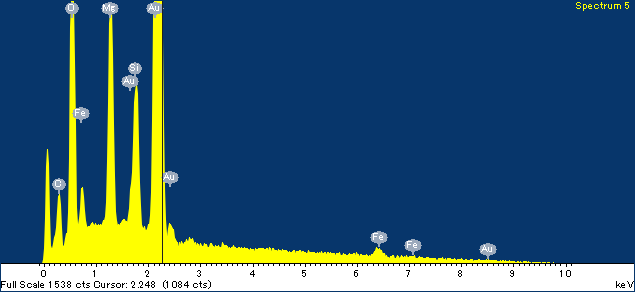 Spectrum 5
O Mg Au
Si
Au
Fe
Au
Fe
Fe Au
0 1 2 3 4 5 6 7 8 9 10
Full Scale 1538 cts Cursor: 2.248 (1084 cts) keV